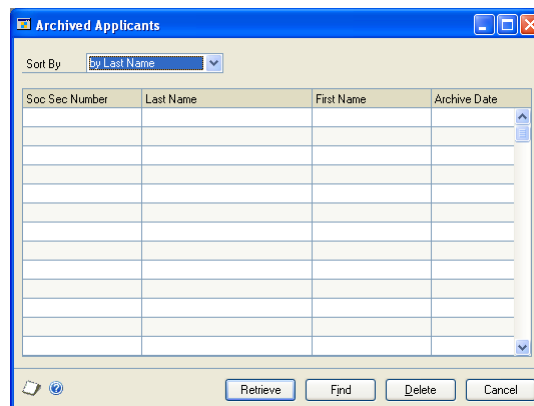 Archived Applicants
Sort By by Last Name
Soc Sec Number Last Name First Name Archive Date
Retrieve Find Delete Cancel